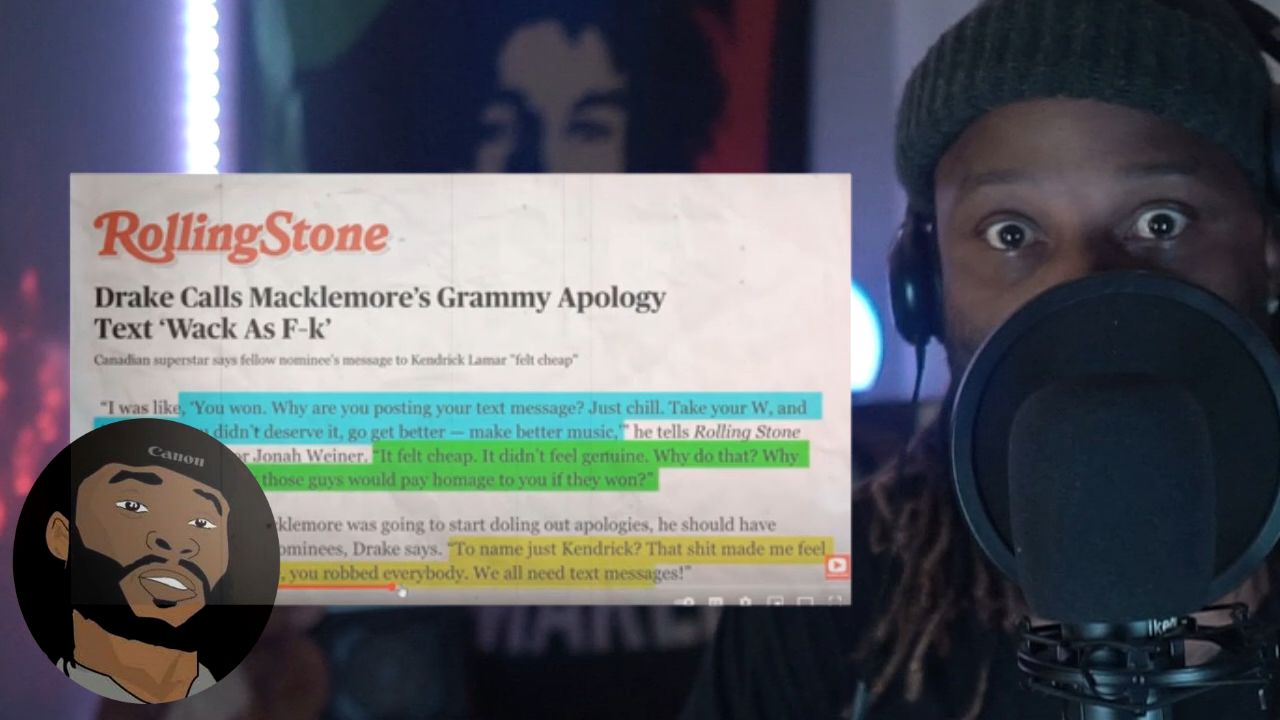 RollingStone
Drake Calls Macklemore's Grammy Apology
Text 'Wack As F-k'
Canadian superstar says fellow nominee's message to Kendrick Lamar "felt cheap"
"I was like, 'You won. Why are you posting your text message? Just chill. Take your W, and
didn't deserve it, go get better — make better music,'" he tells Rolling Stone
Jonah Weiner. "It felt cheap. It didn't feel genuine. Why do that? Why
those guys would pay homage to you if they won?"
was going to start doling out apologies, he should have
Drake says. "To name just Kendrick? That shit made me feel
, you robbed everybody. We all need text messages!"
Canon